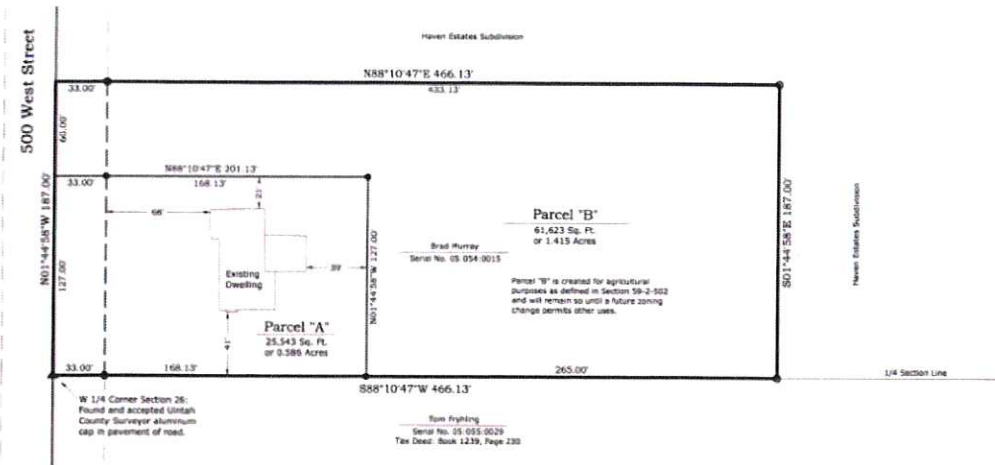 Haven Estates Subdivision
500 West Street
N88°10'47"E 466.13'
33.00'
433.13'
60.00'
N88°10'47"E 201.13'
33.00'
168.13'
21'
68'
N01°44'58"W 187.00'
127.00'
Existing
Dwelling
39'
N01°44'58"W 127.00'
41'
Parcel "A"
25,543 Sq. Ft.
or 0.586 Acres
Brad Murray
Serial No. 05:054:0015
Parcel "B"
61,623 Sq. Ft.
or 1.415 Acres
Parcel "B" is created for agricultural
purposes as defined in Section 59-2-502
and will remain so until a future zoning
change permits other uses.
S01°44'58"E 187.00'
Haven Estates Subdivision
33.00'
168.13'
265.00'
1/4 Section Line
S88°10'47"W 466.13'
W 1/4 Corner Section 26:
Found and accepted Uintah
County Surveyor aluminum
cap in pavement of road.
Tom Fryhling
Serial No. 05:055:0029
Tax Deed: Book 1239, Page 230